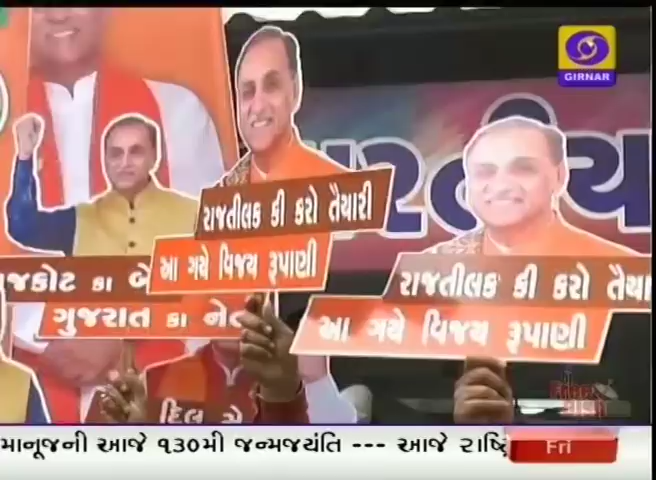 GIRNAR
રાજતીલક કી કરો તૈયારી
આ ગયે વિજય રૂપાણી
રાજતીલક કી કરો તૈયારી
આ ગયે વિજય રૂપાણી
રાજકોટ કા બે
ગુજરાત કા નેતા
દિલ સે
માનૂજની આજે ૧૩૦મી જન્મજયંતિ --- આજે રાષ્ટ્રિ
Fri